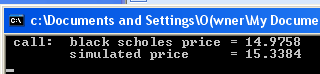 c:\Documents and Settings\O(wner\My Docume
call:  black scholes price = 14.9758
simulated price     = 15.3384